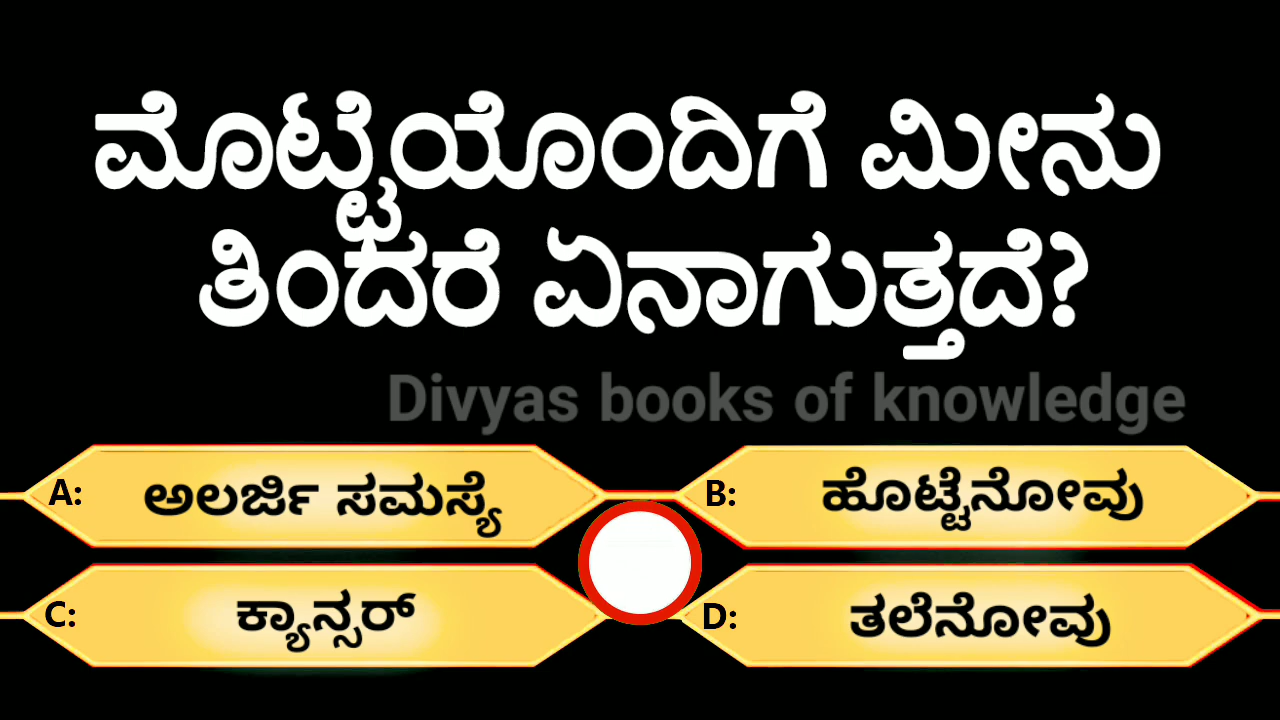 ಮೊಟ್ಟೆಯೊಂದಿಗೆ ಮೀನು
ತಿಂದರೆ ಏನಾಗುತ್ತದೆ?
Divyas books of knowledge
A: ಅಲರ್ಜಿ ಸಮಸ್ಯೆ
B: ಹೊಟ್ಟೆನೋವು
C: ಕ್ಯಾನ್ಸರ್
D: ತಲೆನೋವು